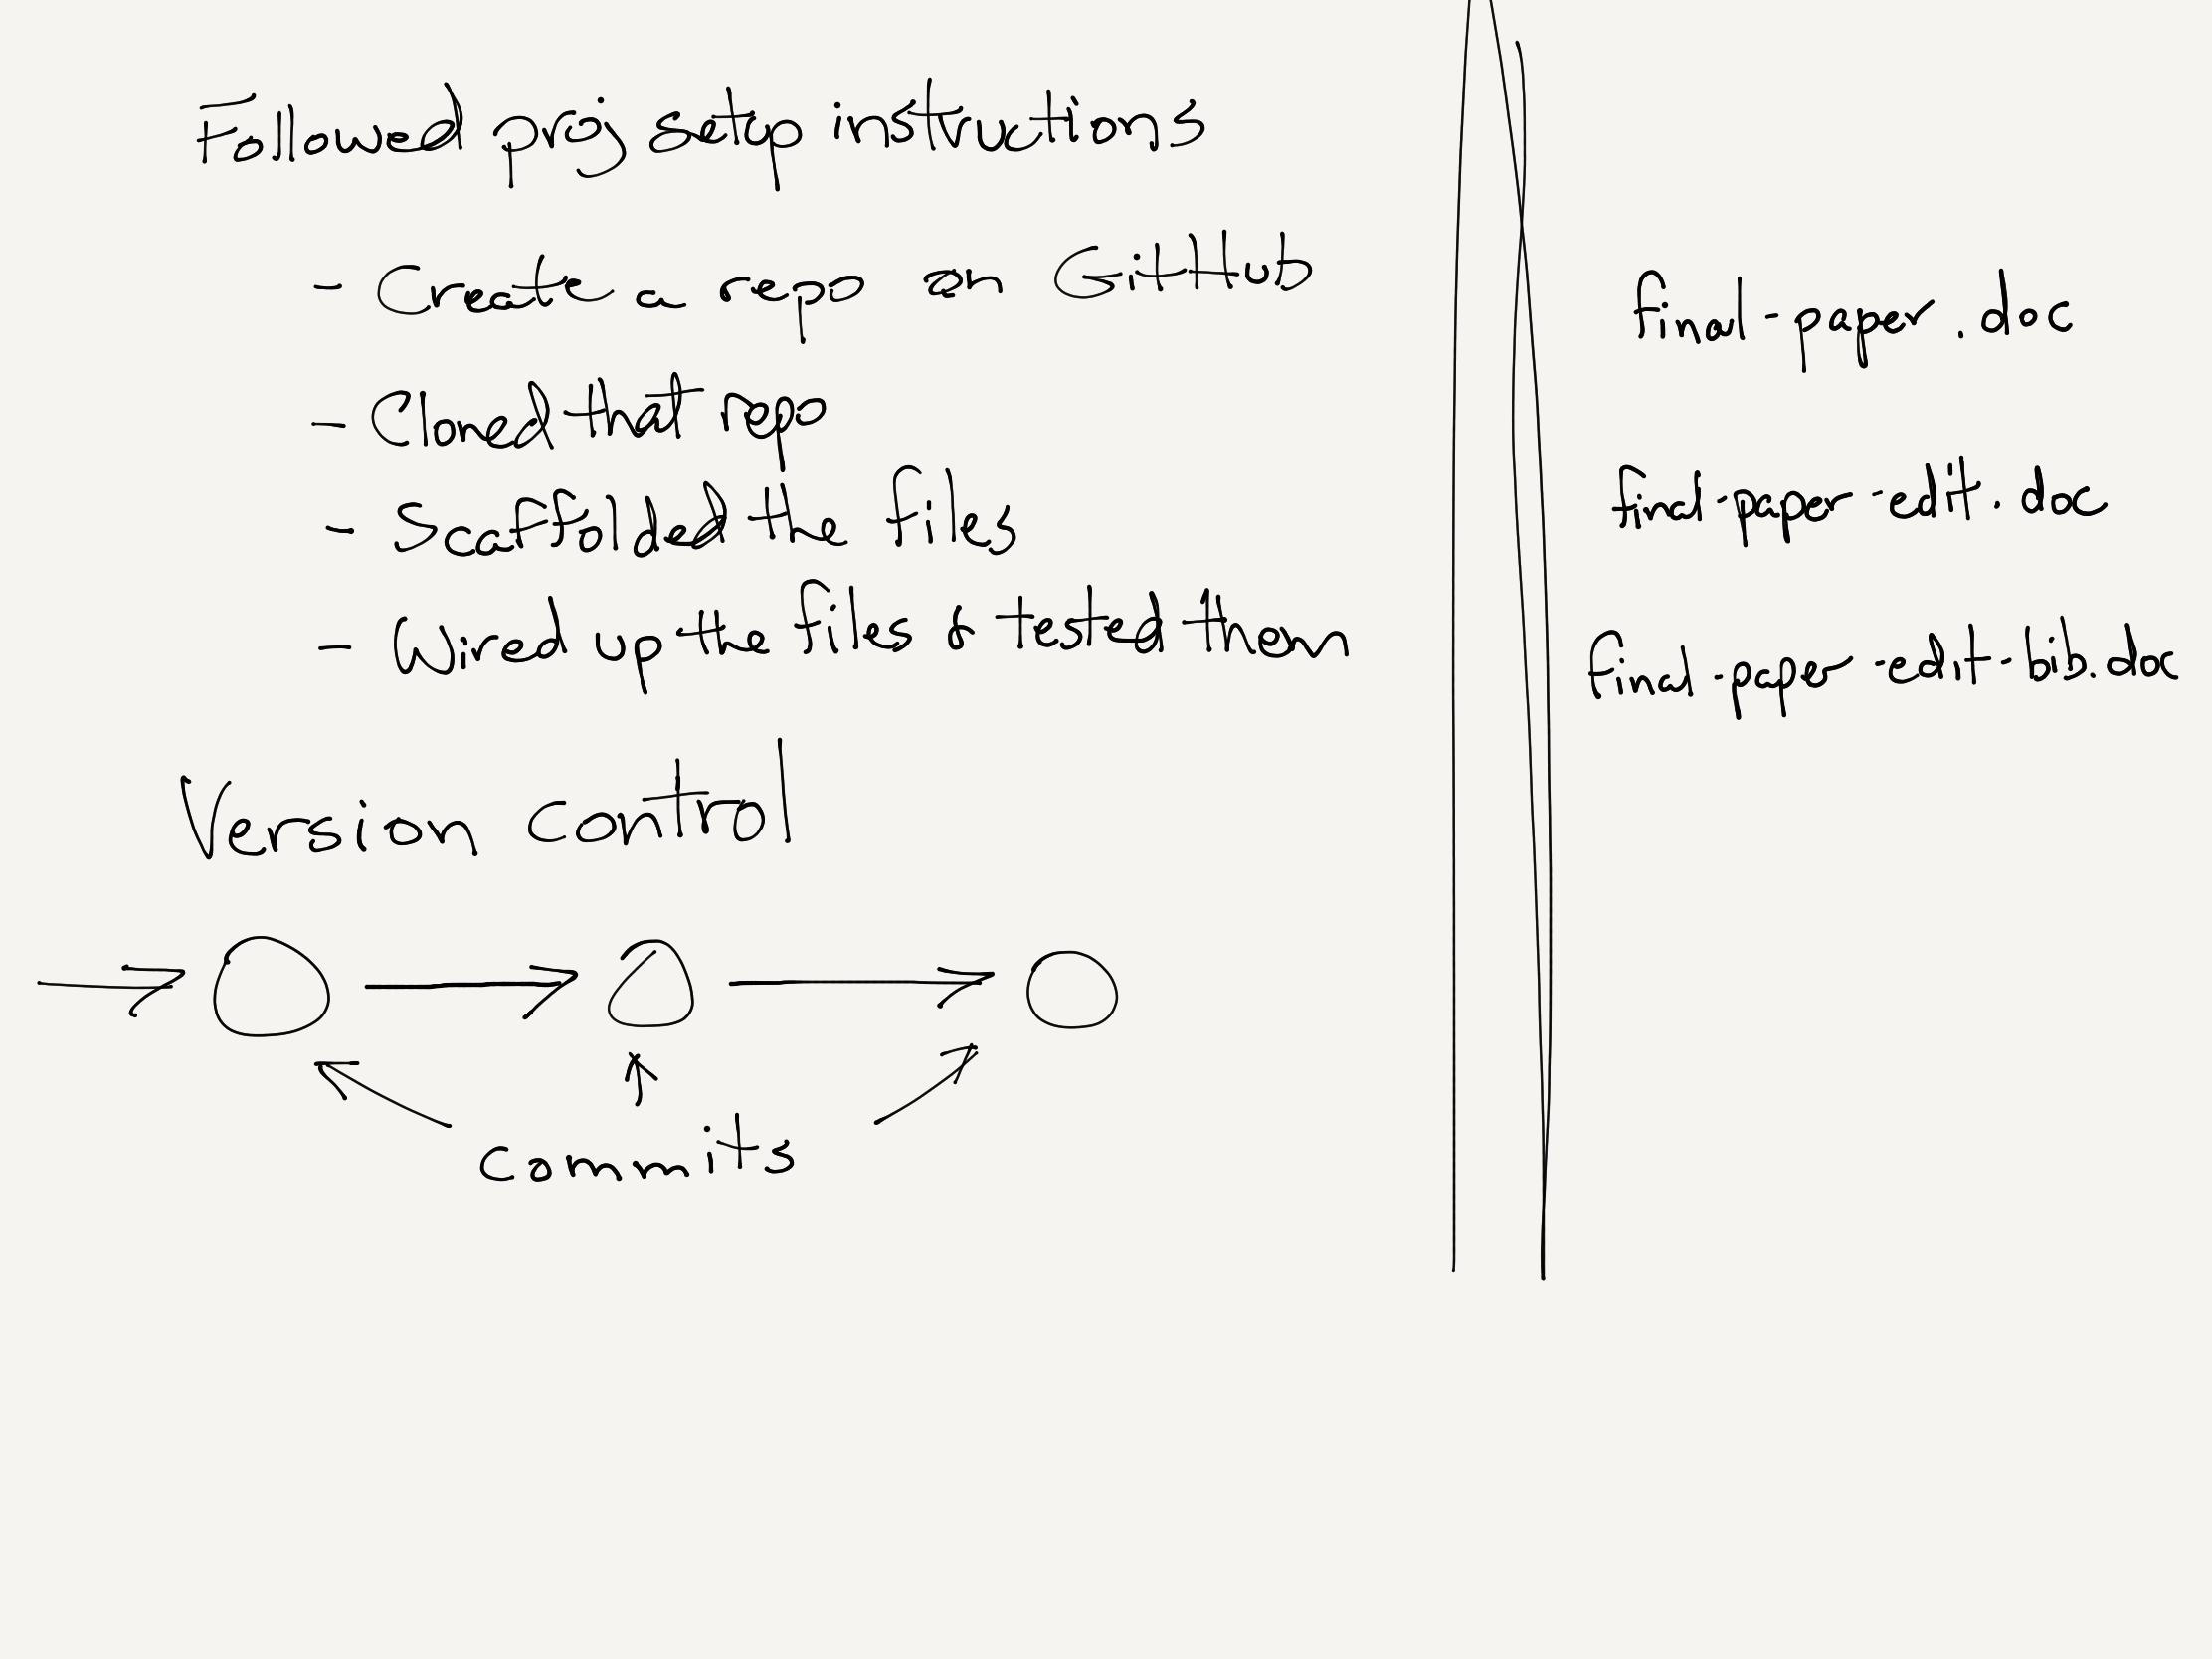 Followed proj setup instructions
- Create a repo on GitHub
- Cloned that repo
- Scaffolded the files
- Wired up the files & tested them
Version control
commits
final-paper.doc
final-paper-edit.doc
final-paper-edit-bib.doc